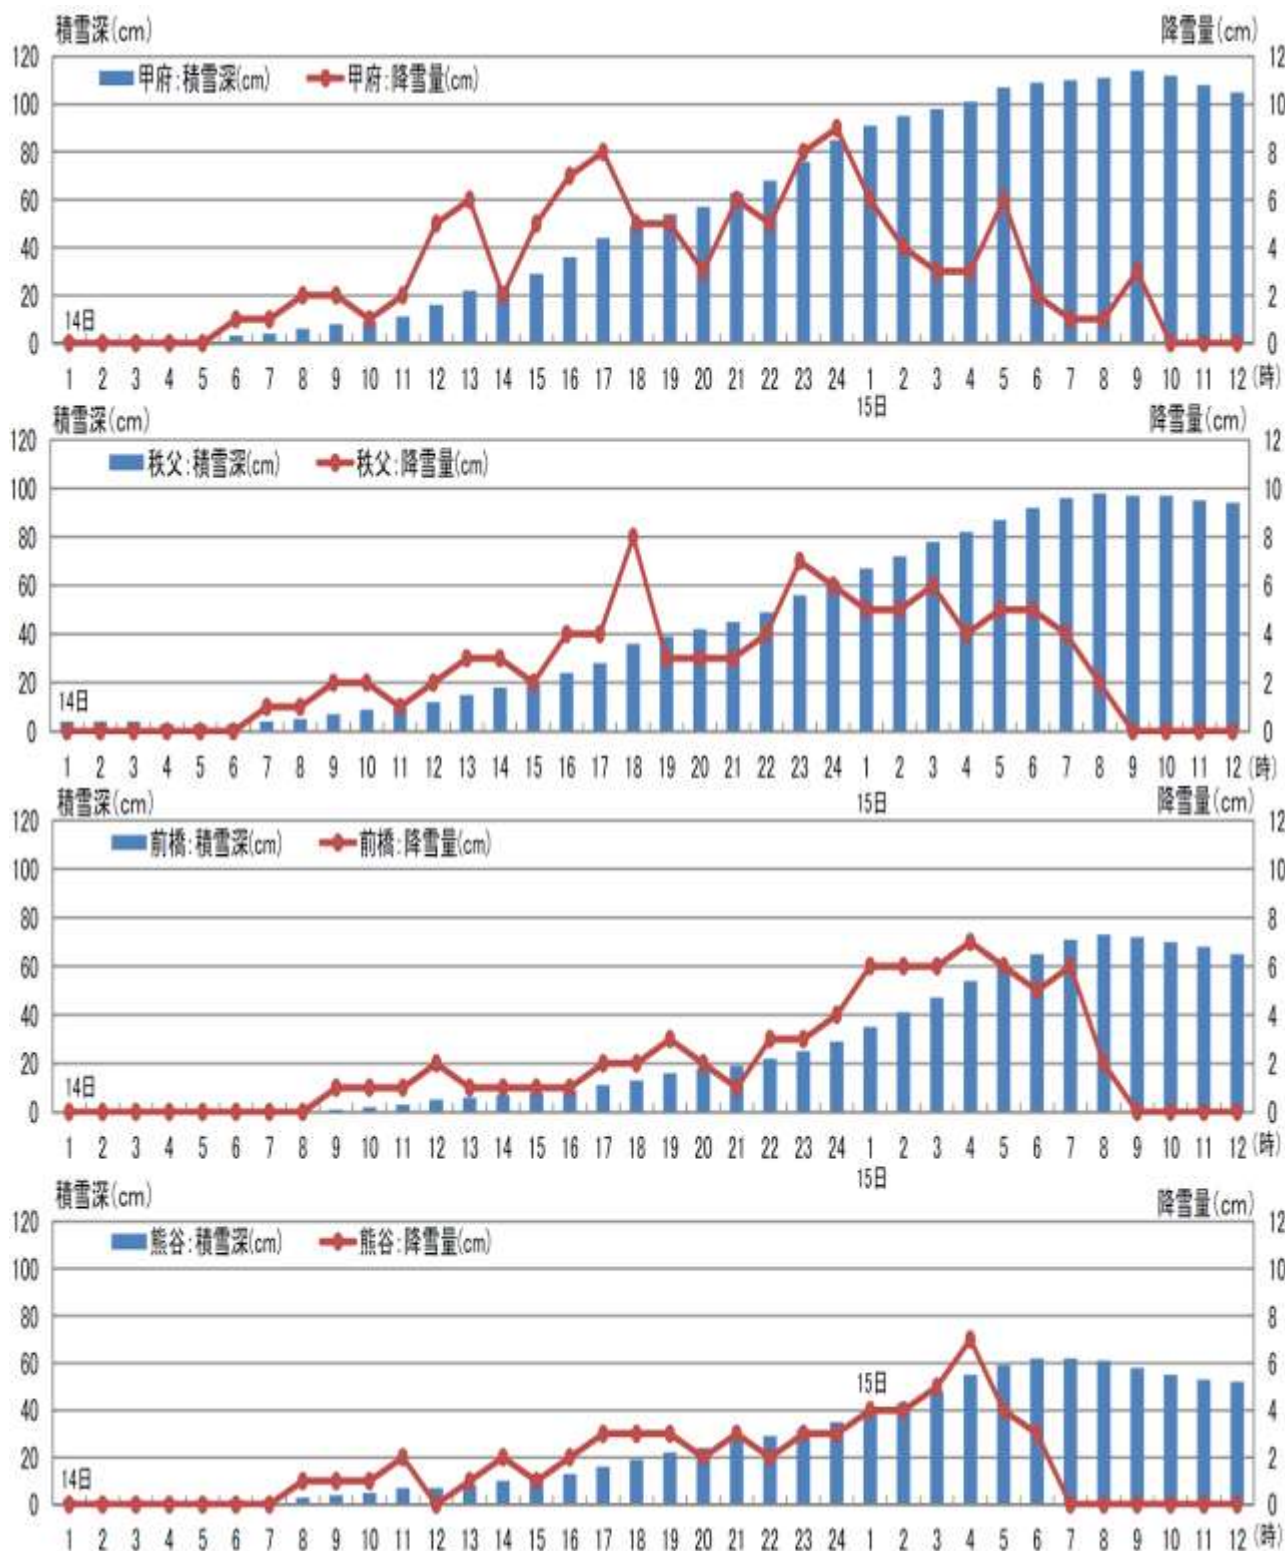 積雪深(cm) 降雪量(cm)
甲府:積雪深(cm) 甲府:降雪量(cm)
120 12
100 10
80 8
60 6
40 4
20 2
14日
0 0
1 2 3 4 5 6 7 8 9 10 11 12 13 14 15 16 17 18 19 20 21 22 23 24 1 2 3 4 5 6 7 8 9 10 11 12 (時)
15日
積雪深(cm) 降雪量(cm)
秩父:積雪深(cm) 秩父:降雪量(cm)
120 12
100 10
80 8
60 6
40 4
20 2
14日
0 0
1 2 3 4 5 6 7 8 9 10 11 12 13 14 15 16 17 18 19 20 21 22 23 24 1 2 3 4 5 6 7 8 9 10 11 12 (時)
15日
積雪深(cm) 降雪量(cm)
前橋:積雪深(cm) 前橋:降雪量(cm)
120 12
100 10
80 8
60 6
40 4
20 2
14日
0 0
1 2 3 4 5 6 7 8 9 10 11 12 13 14 15 16 17 18 19 20 21 22 23 24 1 2 3 4 5 6 7 8 9 10 11 12 (時)
15日
積雪深(cm) 降雪量(cm)
熊谷:積雪深(cm) 熊谷:降雪量(cm)
120 12
100 10
80 8
60 6
15日
40 4
20 2
14日
0 0
1 2 3 4 5 6 7 8 9 10 11 12 13 14 15 16 17 18 19 20 21 22 23 24 1 2 3 4 5 6 7 8 9 10 11 12 (時)